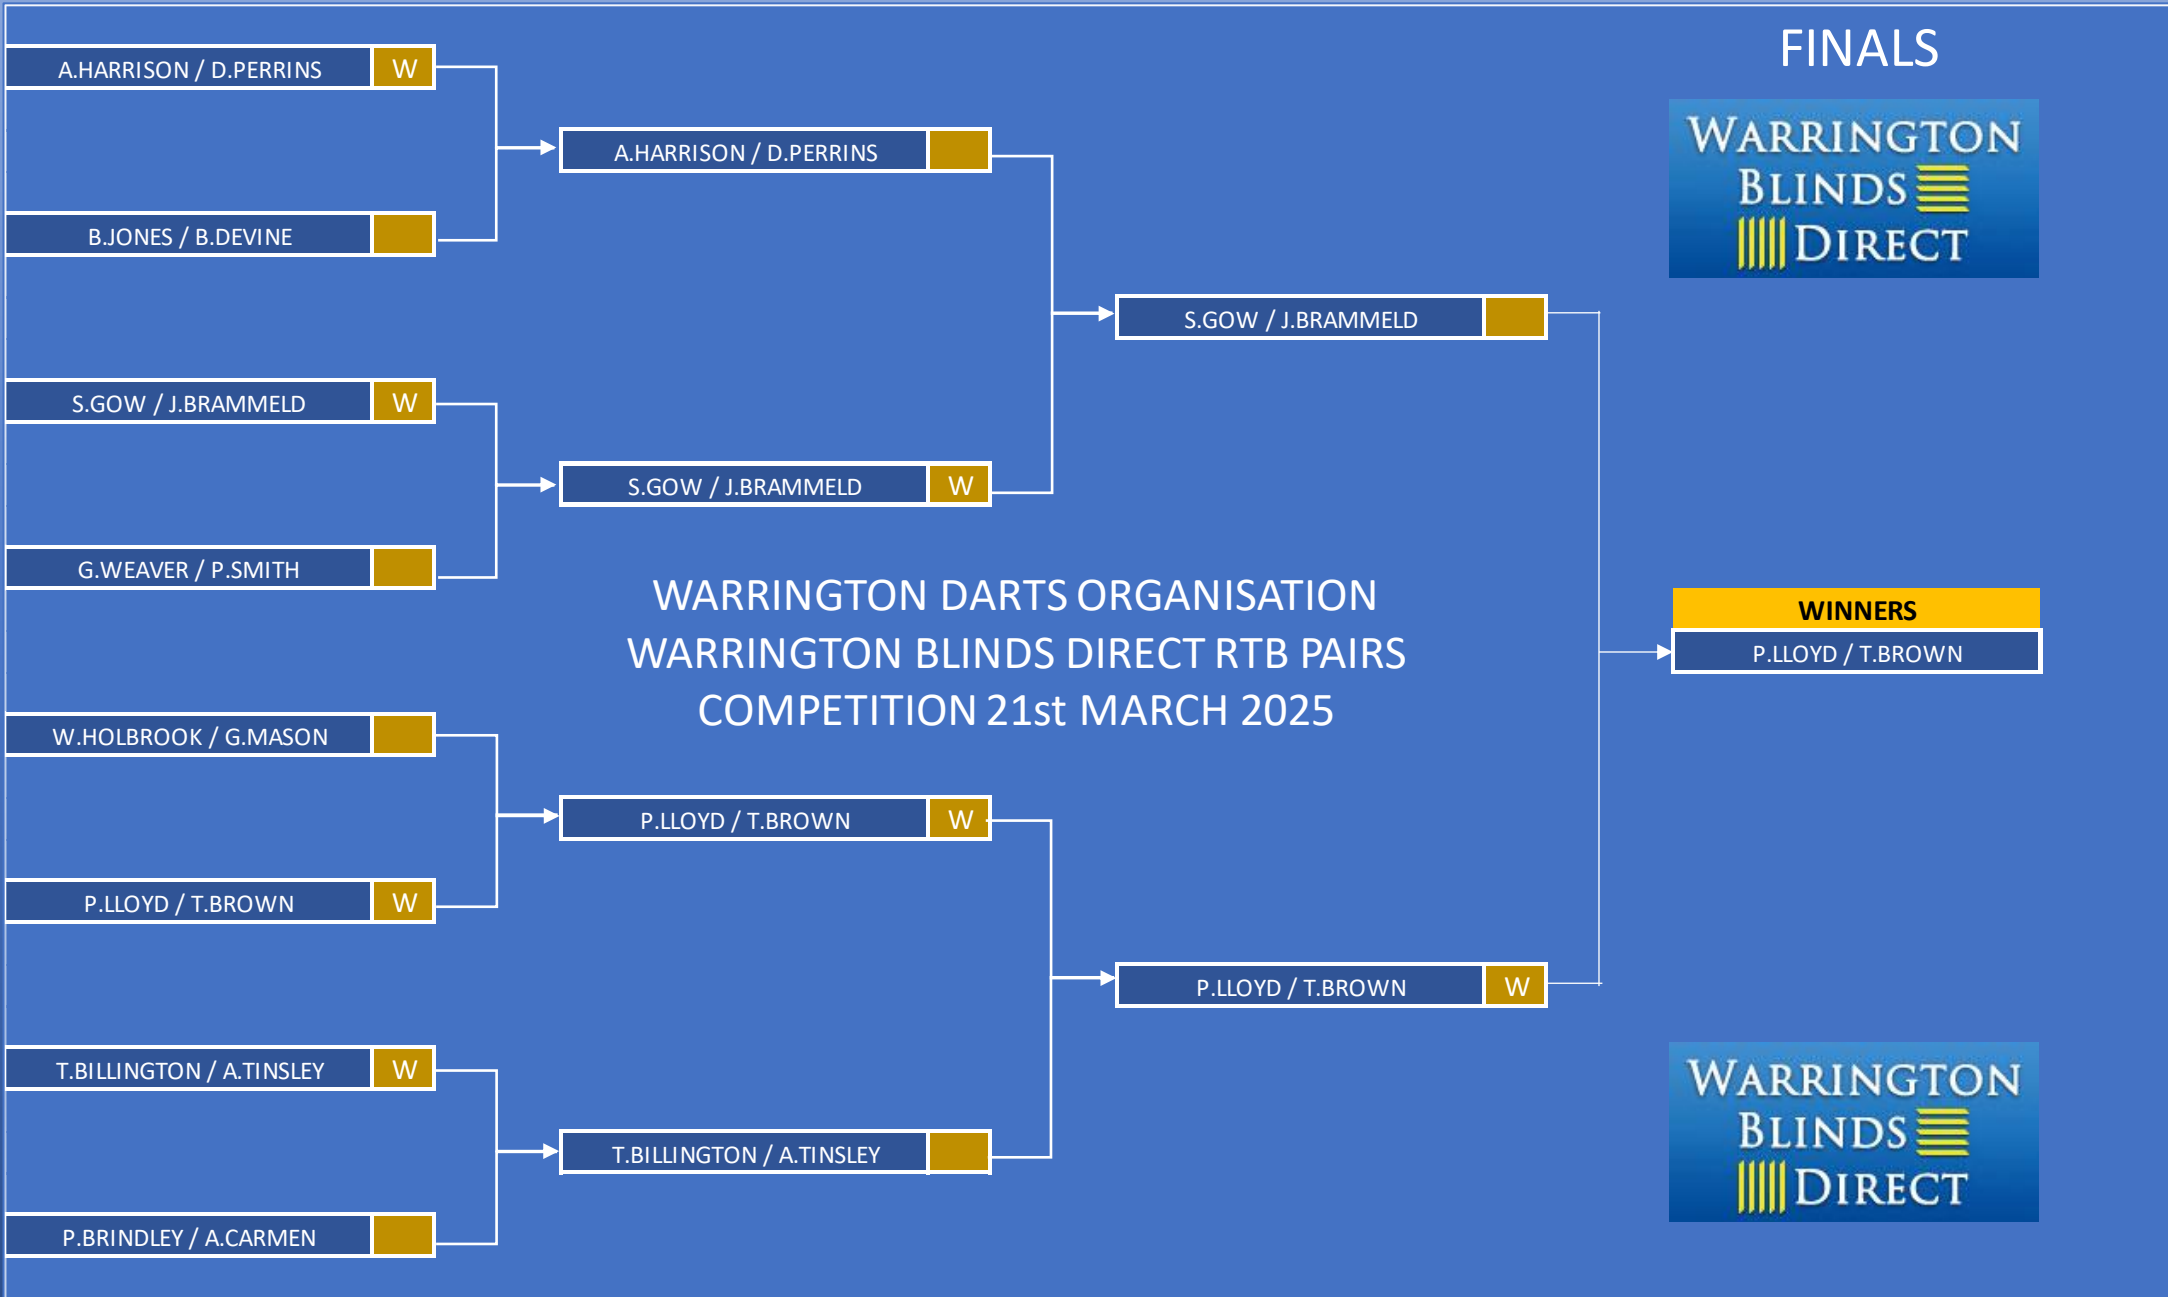 FINALS
A.HARRISON / D.PERRINS W
WARRINGTON
BLINDS
DIRECT
A.HARRISON / D.PERRINS
B.JONES / B.DEVINE
S.GOW / J.BRAMMELD
S.GOW / J.BRAMMELD W
S.GOW / J.BRAMMELD W
G.WEAVER / P.SMITH
WARRINGTON DARTS ORGANISATION
WARRINGTON BLINDS DIRECT RTB PAIRS
COMPETITION 21st MARCH 2025
WINNERS
P.LLOYD / T.BROWN
W.HOLBROOK / G.MASON
P.LLOYD / T.BROWN W
P.LLOYD / T.BROWN W
P.LLOYD / T.BROWN W
T.BILLINGTON / A.TINSLEY W
T.BILLINGTON / A.TINSLEY
P.BRINDLEY / A.CARMEN
WARRINGTON
BLINDS
DIRECT